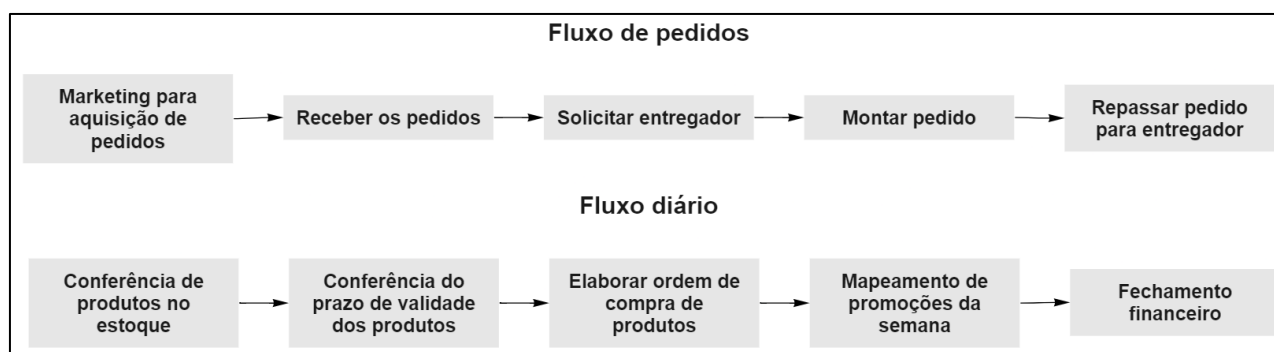 Fluxo de pedidos
Marketing para
aquisição de
pedidos
Receber os pedidos
Solicitar entregador
Montar pedido
Repassar pedido
para entregador
Fluxo diário
Conferência de
produtos no
estoque
Conferência do
prazo de validade
dos produtos
Elaborar ordem de
compra de
produtos
Mapeamento de
promoções da
semana
Fechamento
financeiro